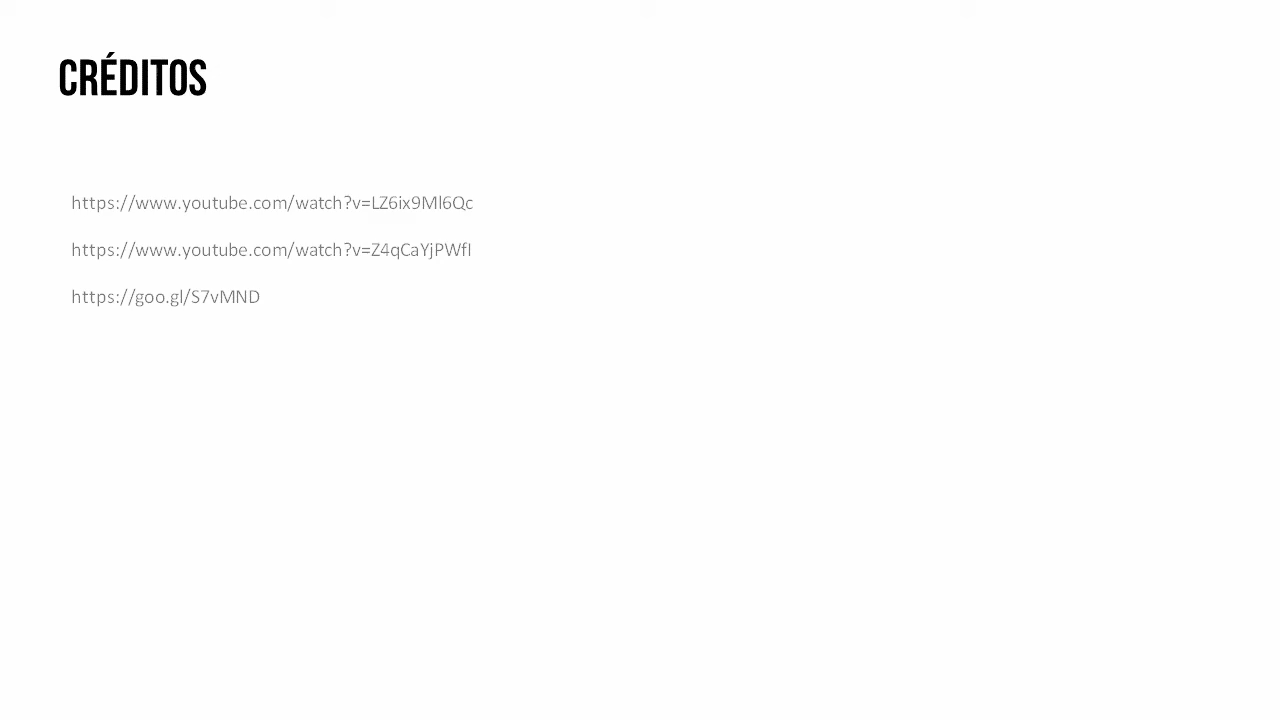 CRÉDITOS
https://www.youtube.com/watch?v=LZ6ix9Ml6Qc
https://www.youtube.com/watch?v=Z4qCaYjPWfI
https://goo.gl/S7vMND